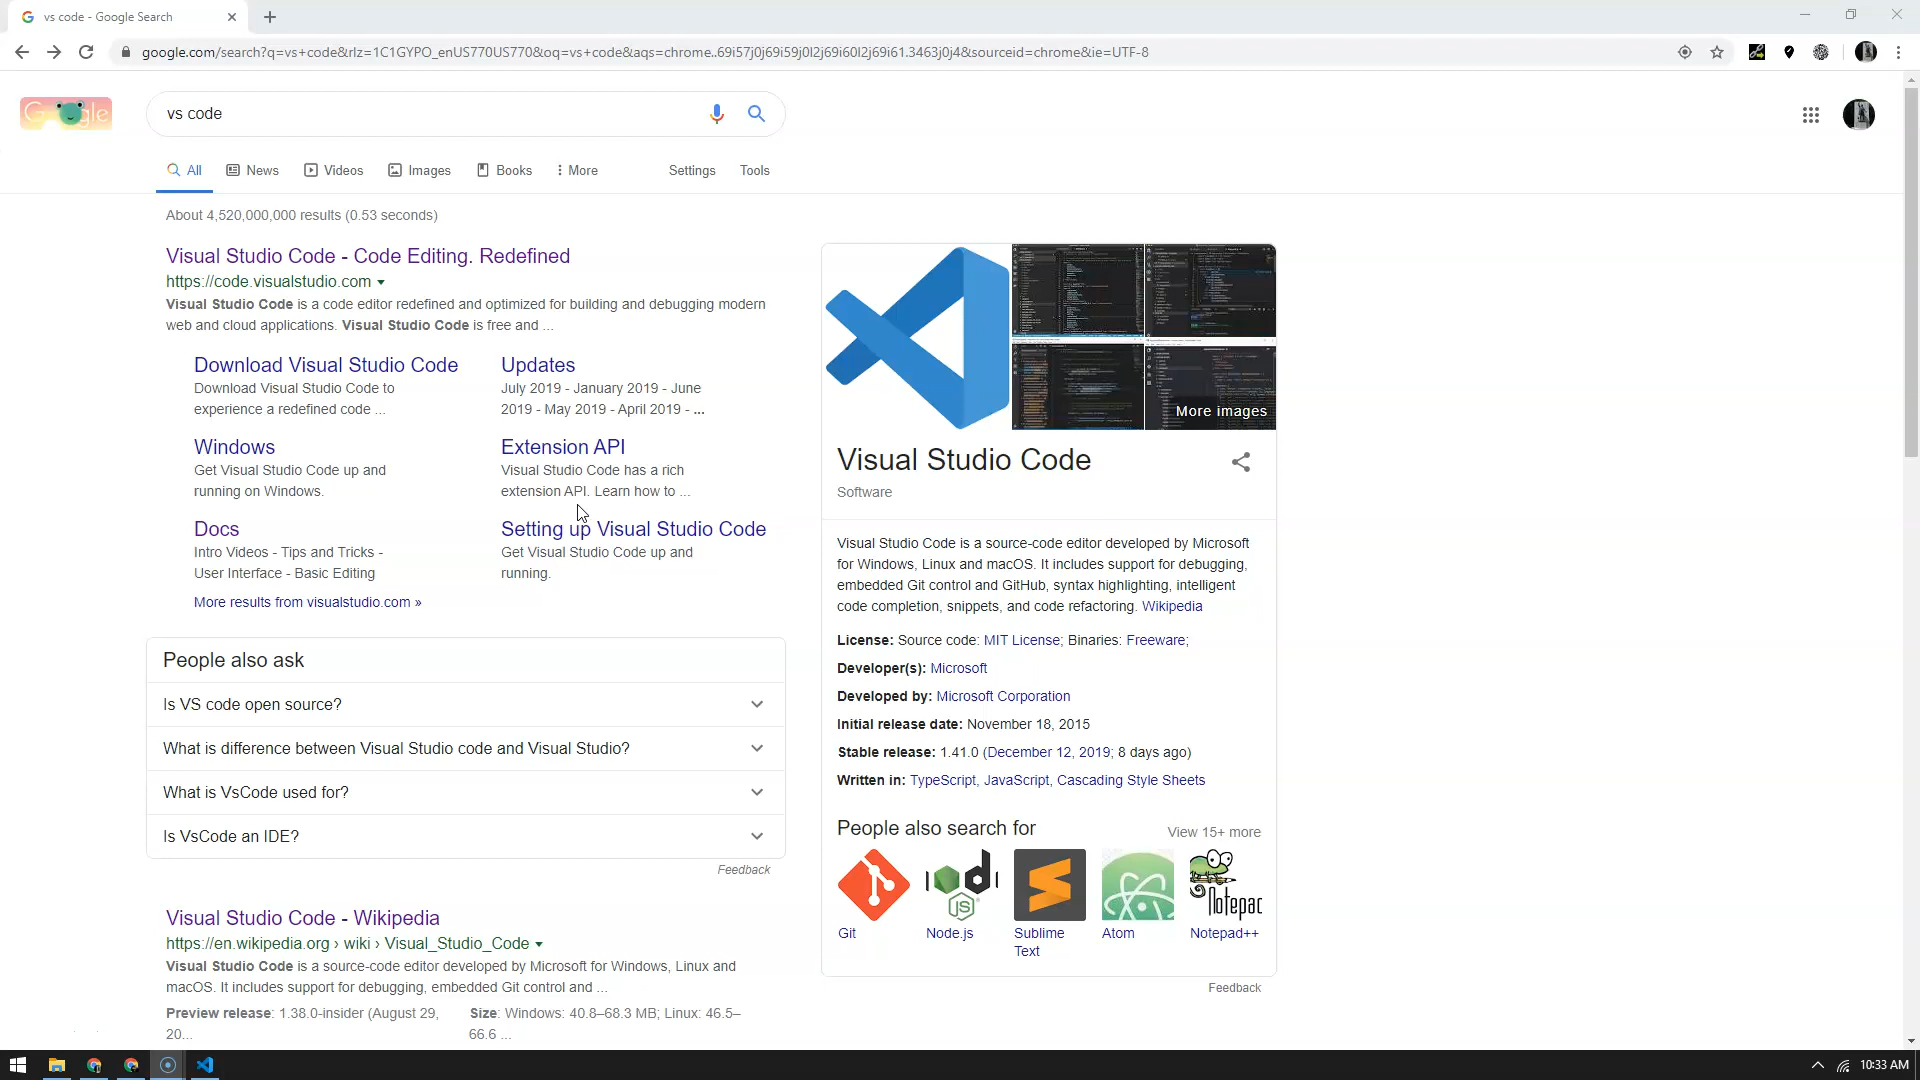 vs code - Google Search
google.com/search?q=vs+code&rlz=1C1GYPO_enUS770US770&oq=vs+code&aqs=chrome..69i57j0j69i59j0l2j69i60l2j69i61.3463j0j4&sourceid=chrome&ie=UTF-8
Google
vs code
All News Videos Images Books More Settings Tools
About 4,520,000,000 results (0.53 seconds)
Visual Studio Code - Code Editing. Redefined
https://code.visualstudio.com
Visual Studio Code is a code editor redefined and optimized for building and debugging modern
web and cloud applications. Visual Studio Code is free and ...
Download Visual Studio Code
Download Visual Studio Code to
experience a redefined code ...
Updates
July 2019 - January 2019 - June
2019 - May 2019 - April 2019 - ...
Windows
Get Visual Studio Code up and
running on Windows.
Extension API
Visual Studio Code has a rich
extension API. Learn how to ...
Docs
Intro Videos - Tips and Tricks -
User Interface - Basic Editing
Setting up Visual Studio Code
Get Visual Studio Code up and
running.
More results from visualstudio.com »
People also ask
Is VS code open source?
What is difference between Visual Studio code and Visual Studio?
What is VsCode used for?
Is VsCode an IDE?
Feedback
Visual Studio Code - Wikipedia
https://en.wikipedia.org › wiki › Visual_Studio_Code
Visual Studio Code is a source-code editor developed by Microsoft for Windows, Linux and
macOS. It includes support for debugging, embedded Git control and ...
Preview release: 1.38.0-insider (August 29,
20...
Size: Windows: 40.8–68.3 MB; Linux: 46.5–
66.6 ...
More images
Visual Studio Code
Software
Visual Studio Code is a source-code editor developed by Microsoft
for Windows, Linux and macOS. It includes support for debugging,
embedded Git control and GitHub, syntax highlighting, intelligent
code completion, snippets, and code refactoring. Wikipedia
License: Source code: MIT License; Binaries: Freeware;
Developer(s): Microsoft
Developed by: Microsoft Corporation
Initial release date: November 18, 2015
Stable release: 1.41.0 (December 12, 2019; 8 days ago)
Written in: TypeScript, JavaScript, Cascading Style Sheets
People also search for
View 15+ more
Git
Node.js
Sublime
Text
Atom
Notepad++
Feedback
10:33 AM